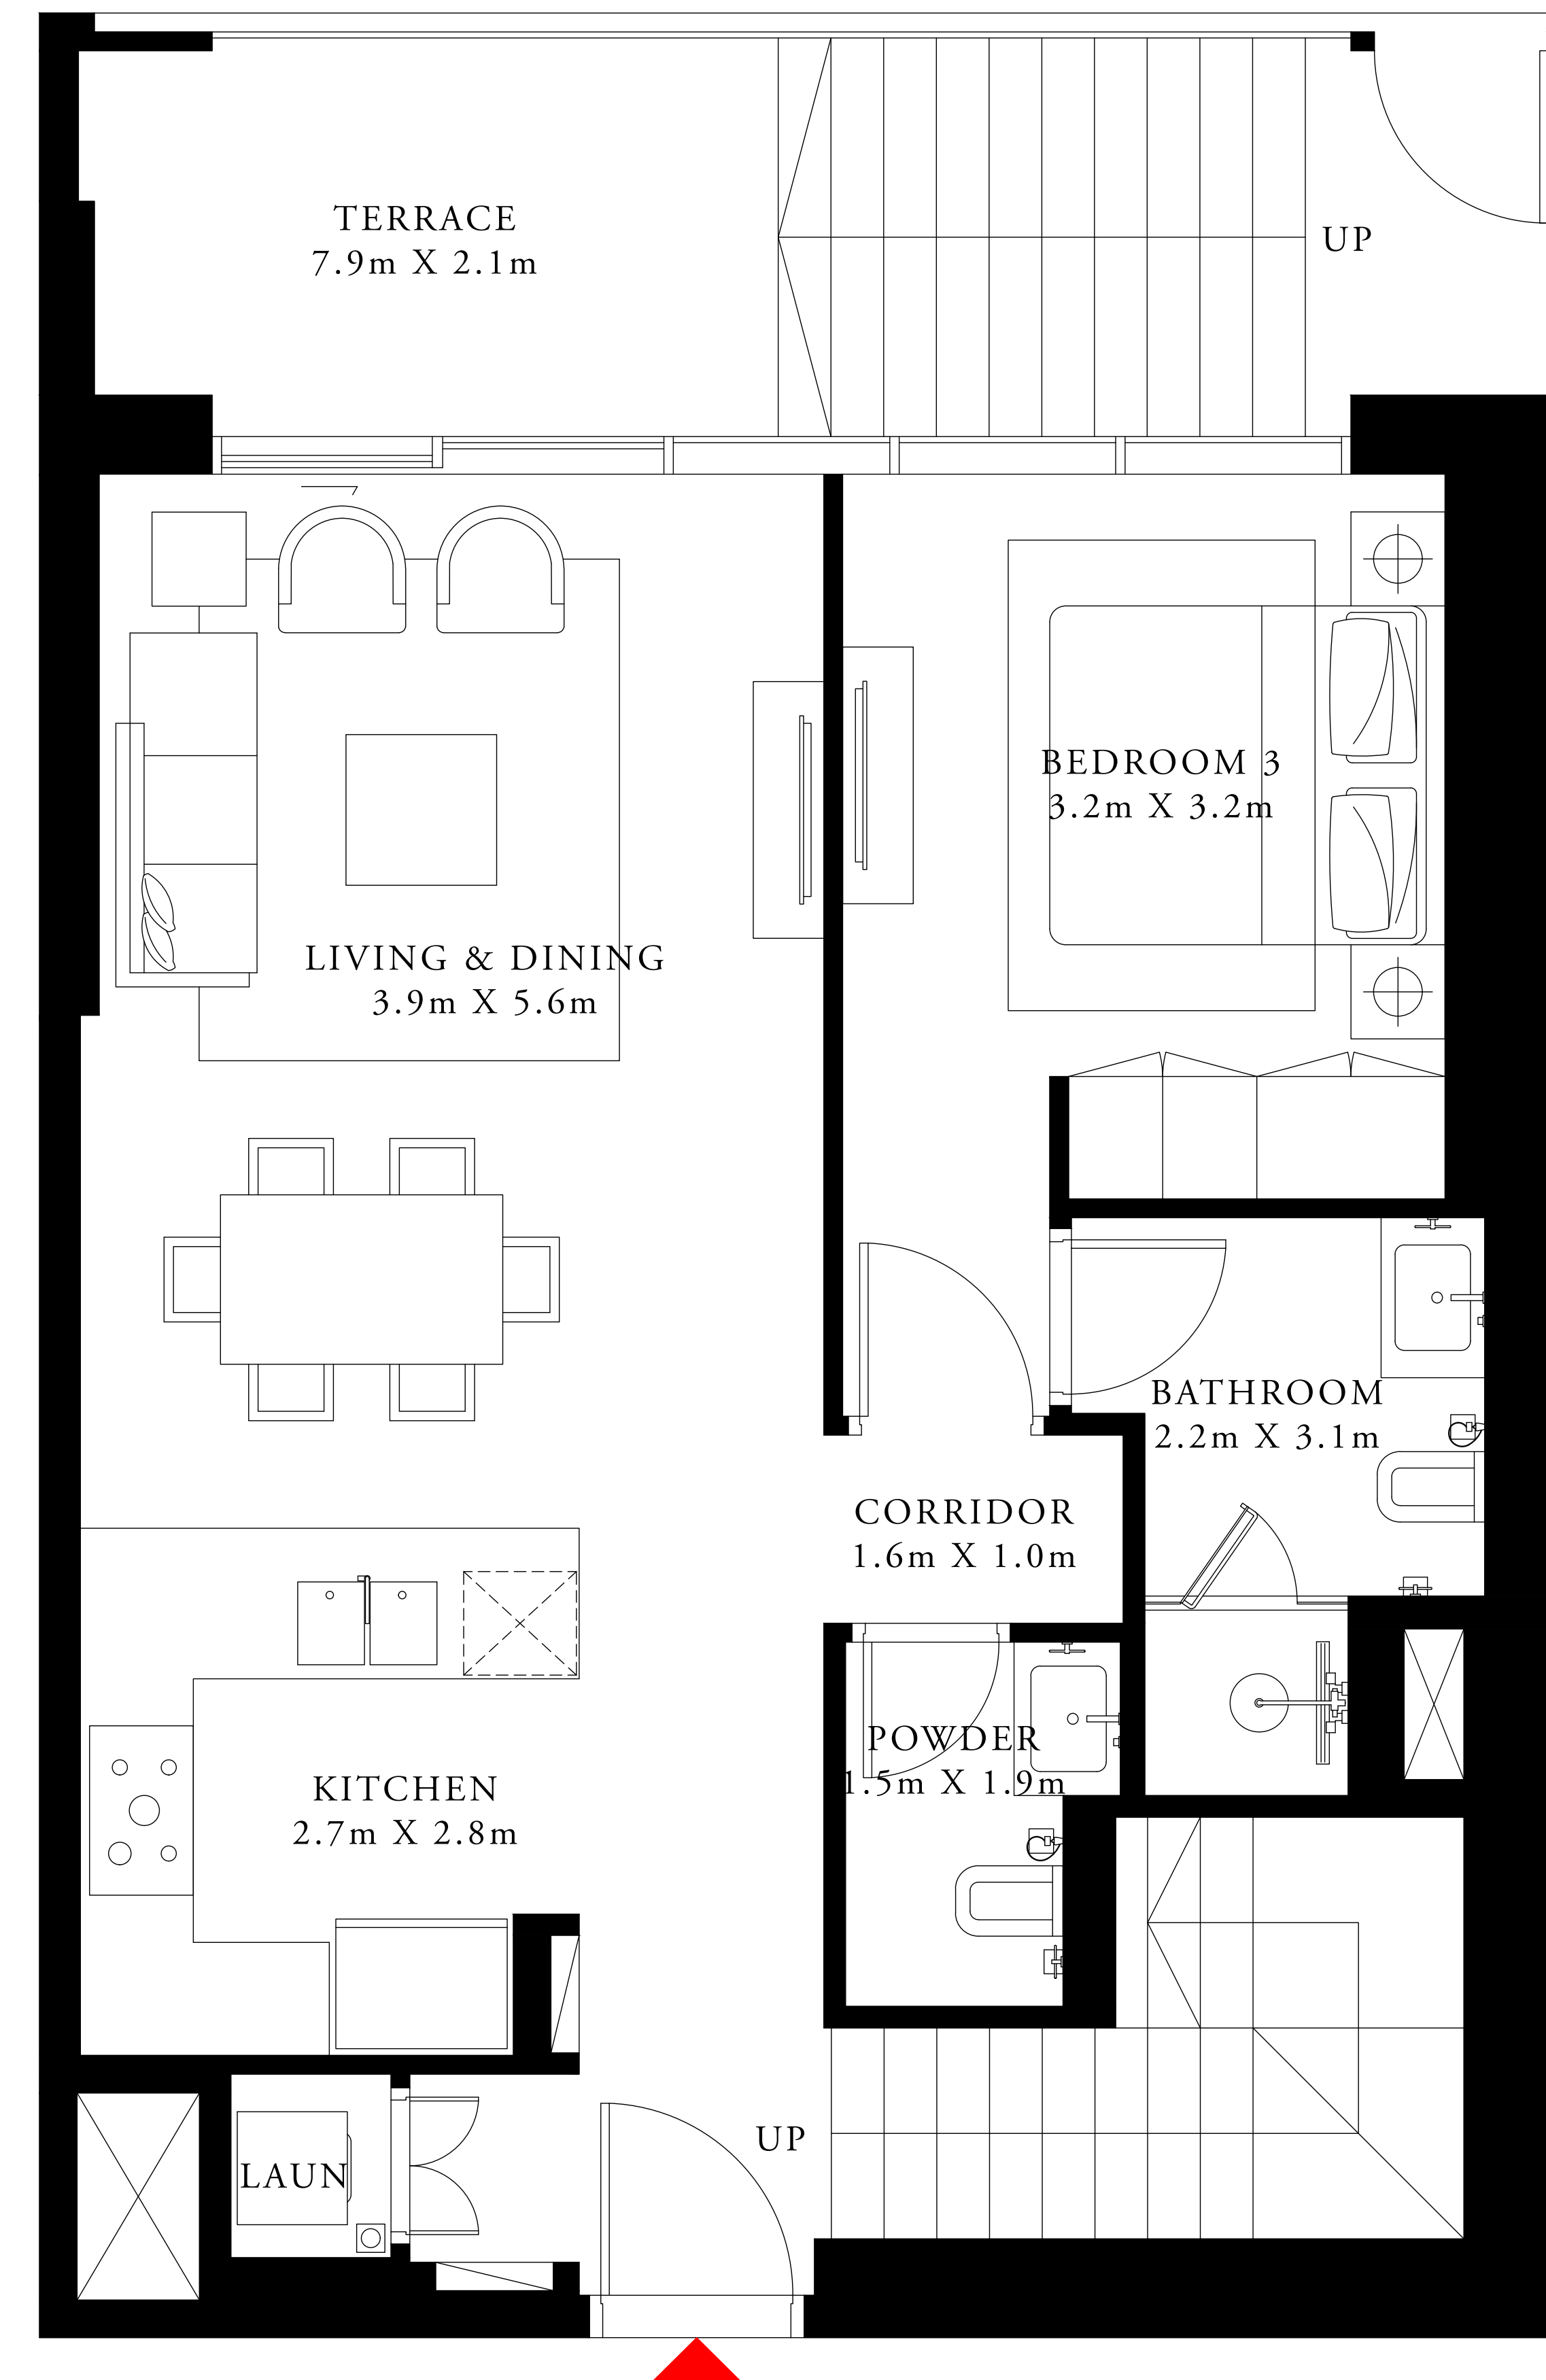 TERRACE
7.9m X 2.1m
UP
BEDROOM 3
3.2m X 3.2m
LIVING & DINING
3.9m X 5.6m
BATHROOM
2.2m X 3.1m
CORRIDOR
1.6m X 1.0m
POWDER
1.5m X 1.9m
KITCHEN
2.7m X 2.8m
UP
LAUN